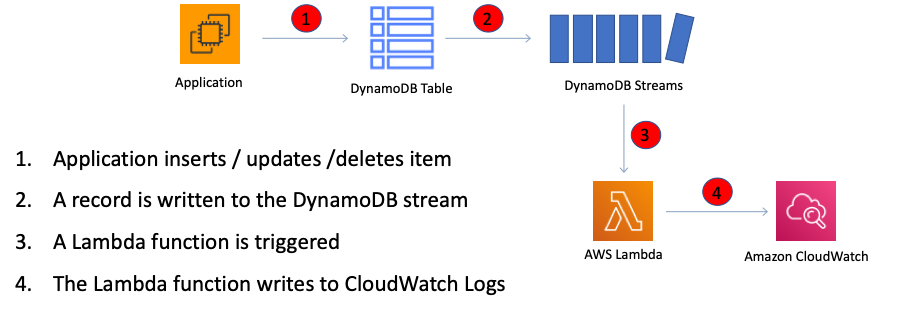 1
2
Application
DynamoDB Table
DynamoDB Streams
3
1. Application inserts / updates /deletes item
2. A record is written to the DynamoDB stream
3. A Lambda function is triggered
4. The Lambda function writes to CloudWatch Logs
4
AWS Lambda
Amazon CloudWatch